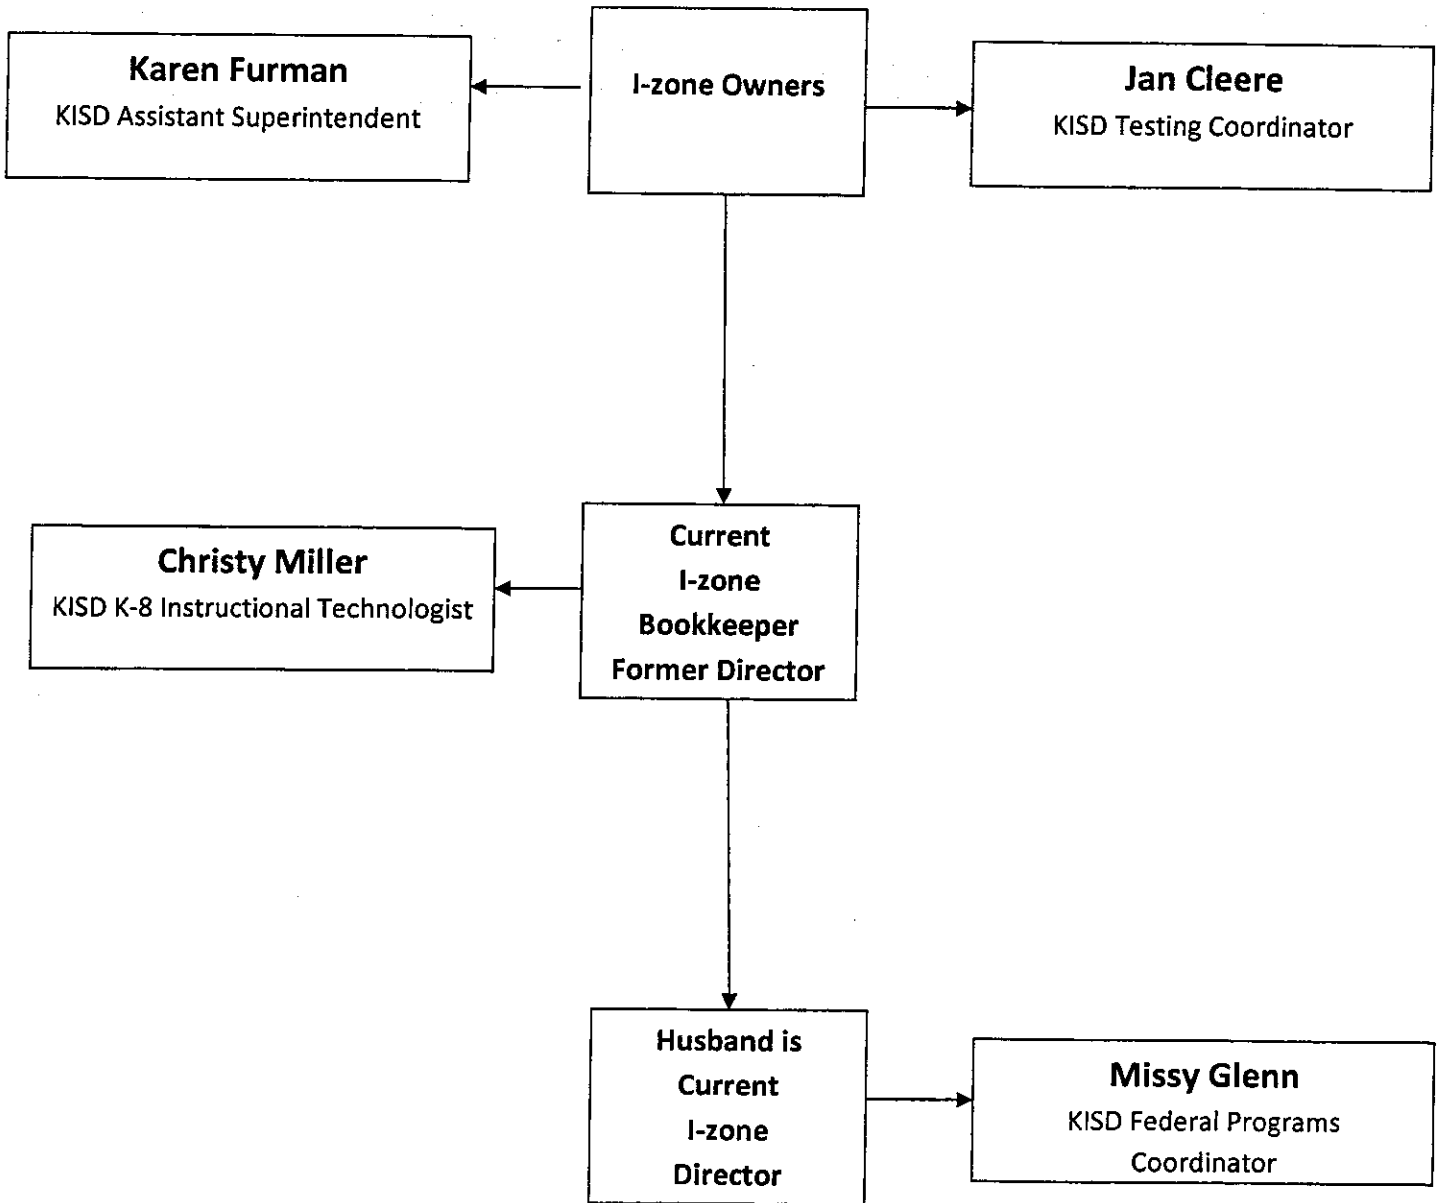 Karen Furman
KISD Assistant Superintendent
I-zone Owners
Jan Cleere
KISD Testing Coordinator
Christy Miller
KISD K-8 Instructional Technologist
Current
I-zone
Bookkeeper
Former Director
Husband is
Current
I-zone
Director
Missy Glenn
KISD Federal Programs
Coordinator